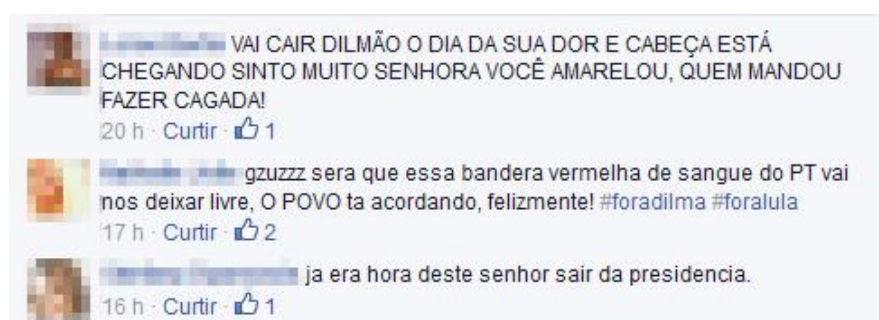 VAI CAIR DILMÃO O DIA DA SUA DOR E CABEÇA ESTÁ
CHEGANDO SINTO MUITO SENHORA VOCÊ AMARELOU, QUEM MANDOU
FAZER CAGADA!
20 h · Curtir · 1
gzuzzz sera que essa bandera vermelha de sangue do PT vai
nos deixar livre, O POVO ta acordando, felizmente! #foradilma #foralula
17 h · Curtir · 2
ja era hora deste senhor sair da presidencia.
16 h · Curtir · 1